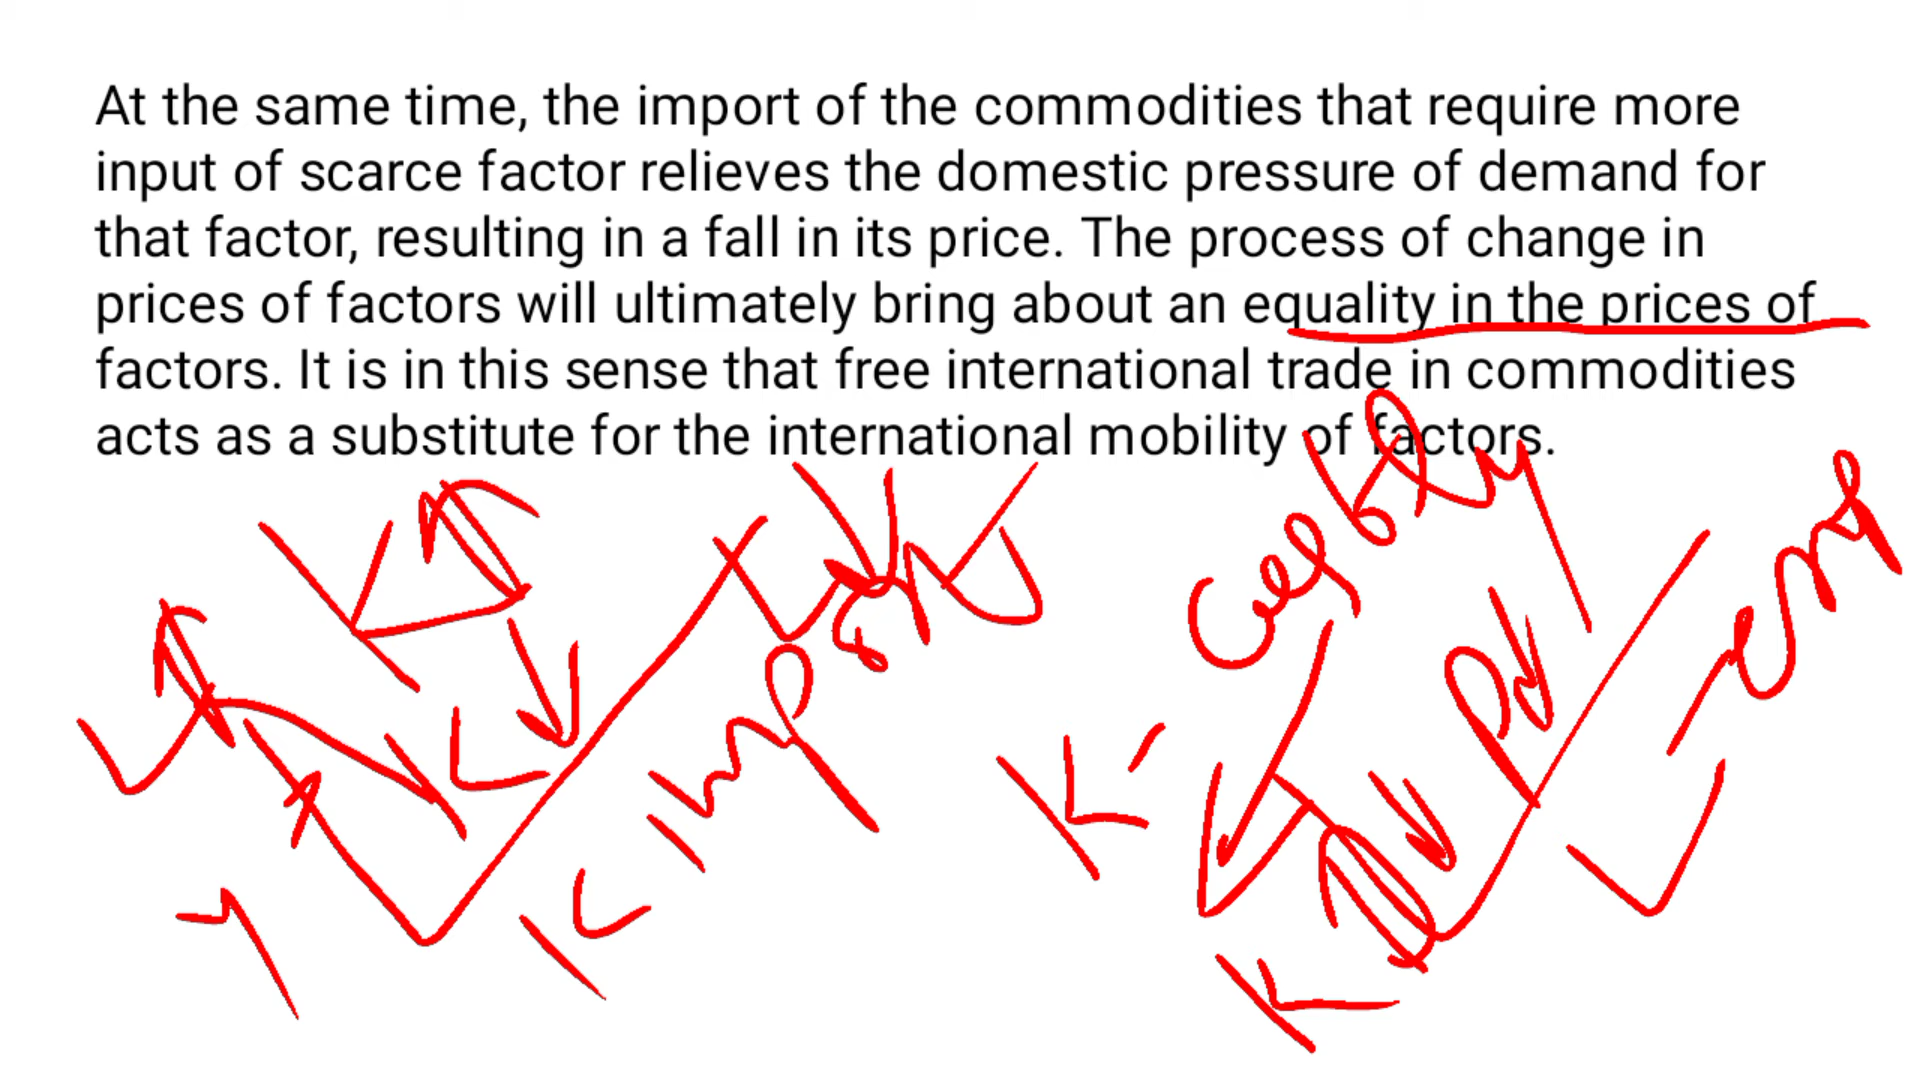 At the same time, the import of the commodities that require more
input of scarce factor relieves the domestic pressure of demand for
that factor, resulting in a fall in its price. The process of change in
prices of factors will ultimately bring about an equality in the prices of
factors. It is in this sense that free international trade in commodities
acts as a substitute for the international mobility of factors.
K
L
K
K
K
K
L